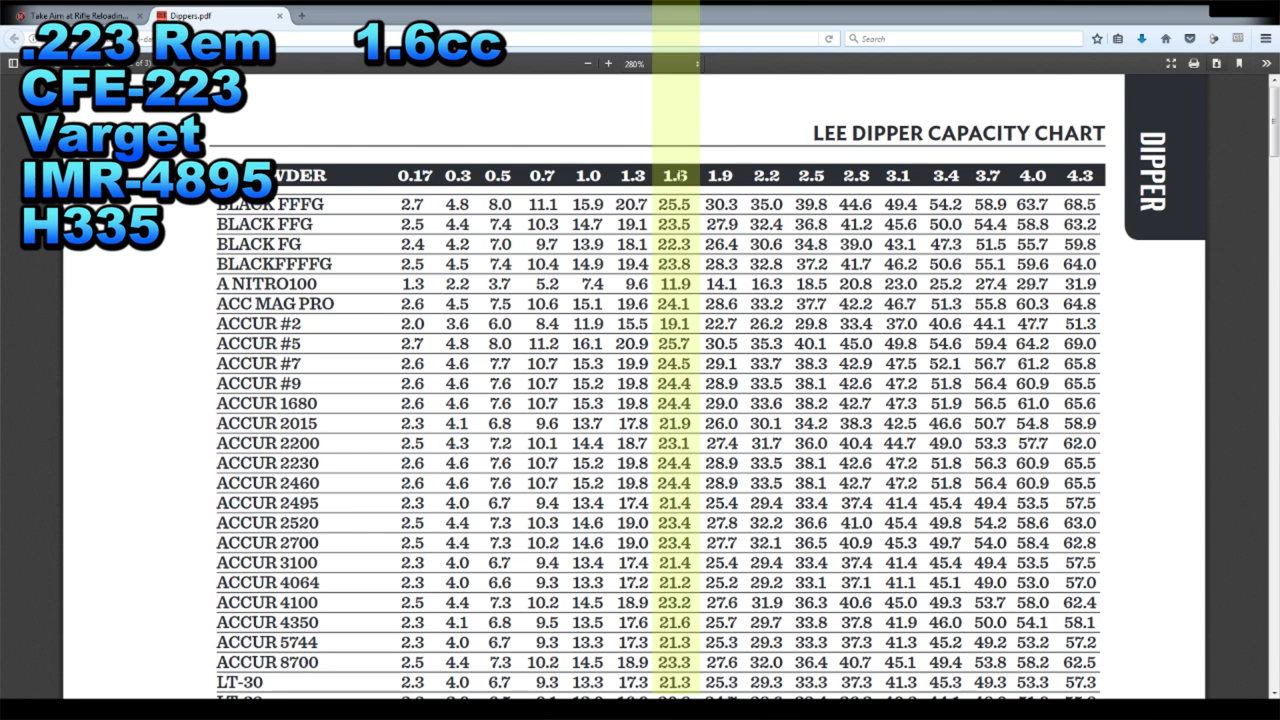 Take Aim at Rifle Reloadin...
Dippers.pdf
Search
280%
.223 Rem 1.6cc
CFE-223
Varget
IMR-4895
H335
LEE DIPPER CAPACITY CHART
DIPPER
WDER 0.17 0.3 0.5 0.7 1.0 1.3 1.6 1.9 2.2 2.5 2.8 3.1 3.4 3.7 4.0 4.3
BLACK FFFG 2.7 4.8 8.0 11.1 15.9 20.7 25.5 30.3 35.0 39.8 44.6 49.4 54.2 58.9 63.7 68.5
BLACK FFG 2.5 4.4 7.4 10.3 14.7 19.1 23.5 27.9 32.4 36.8 41.2 45.6 50.0 54.4 58.8 63.2
BLACK FG 2.4 4.2 7.0 9.7 13.9 18.1 22.3 26.4 30.6 34.8 39.0 43.1 47.3 51.5 55.7 59.8
BLACKFFFFG 2.5 4.5 7.4 10.4 14.9 19.4 23.8 28.3 32.8 37.2 41.7 46.2 50.6 55.1 59.6 64.0
A NITRO100 1.3 2.2 3.7 5.2 7.4 9.6 11.9 14.1 16.3 18.5 20.8 23.0 25.2 27.4 29.7 31.9
ACC MAG PRO 2.6 4.5 7.5 10.6 15.1 19.6 24.1 28.6 33.2 37.7 42.2 46.7 51.3 55.8 60.3 64.8
ACCUR #2 2.0 3.6 6.0 8.4 11.9 15.5 19.1 22.7 26.2 29.8 33.4 37.0 40.6 44.1 47.7 51.3
ACCUR #5 2.7 4.8 8.0 11.2 16.1 20.9 25.7 30.5 35.3 40.1 45.0 49.8 54.6 59.4 64.2 69.0
ACCUR #7 2.6 4.6 7.7 10.7 15.3 19.9 24.5 29.1 33.7 38.3 42.9 47.5 52.1 56.7 61.2 65.8
ACCUR #9 2.6 4.6 7.6 10.7 15.2 19.8 24.4 28.9 33.5 38.1 42.6 47.2 51.8 56.4 60.9 65.5
ACCUR 1680 2.6 4.6 7.6 10.7 15.3 19.8 24.4 29.0 33.6 38.2 42.7 47.3 51.9 56.5 61.0 65.6
ACCUR 2015 2.3 4.1 6.8 9.6 13.7 17.8 21.9 26.0 30.1 34.2 38.3 42.5 46.6 50.7 54.8 58.9
ACCUR 2200 2.5 4.3 7.2 10.1 14.4 18.7 23.1 27.4 31.7 36.0 40.4 44.7 49.0 53.3 57.7 62.0
ACCUR 2230 2.6 4.6 7.6 10.7 15.2 19.8 24.4 28.9 33.5 38.1 42.6 47.2 51.8 56.3 60.9 65.5
ACCUR 2460 2.6 4.6 7.6 10.7 15.2 19.8 24.4 28.9 33.5 38.1 42.7 47.2 51.8 56.4 60.9 65.5
ACCUR 2495 2.3 4.0 6.7 9.4 13.4 17.4 21.4 25.4 29.4 33.4 37.4 41.4 45.4 49.4 53.5 57.5
ACCUR 2520 2.5 4.4 7.3 10.3 14.6 19.0 23.4 27.8 32.2 36.6 41.0 45.4 49.8 54.2 58.6 63.0
ACCUR 2700 2.5 4.4 7.3 10.2 14.6 19.0 23.4 27.7 32.1 36.5 40.9 45.3 49.7 54.0 58.4 62.8
ACCUR 3100 2.3 4.0 6.7 9.4 13.4 17.4 21.4 25.4 29.4 33.4 37.4 41.4 45.4 49.4 53.5 57.5
ACCUR 4064 2.3 4.0 6.6 9.3 13.3 17.2 21.2 25.2 29.2 33.1 37.1 41.1 45.1 49.0 53.0 57.0
ACCUR 4100 2.5 4.4 7.3 10.2 14.5 18.9 23.2 27.6 31.9 36.3 40.6 45.0 49.3 53.7 58.0 62.4
ACCUR 4350 2.3 4.1 6.8 9.5 13.5 17.6 21.6 25.7 29.7 33.8 37.8 41.9 46.0 50.0 54.1 58.1
ACCUR 5744 2.3 4.0 6.7 9.3 13.3 17.3 21.3 25.3 29.3 33.3 37.3 41.3 45.2 49.2 53.2 57.2
ACCUR 8700 2.5 4.4 7.3 10.2 14.5 18.9 23.3 27.6 32.0 36.4 40.7 45.1 49.4 53.8 58.2 62.5
LT-30 2.3 4.0 6.7 9.3 13.3 17.3 21.3 25.3 29.3 33.3 37.3 41.3 45.3 49.3 53.3 57.3